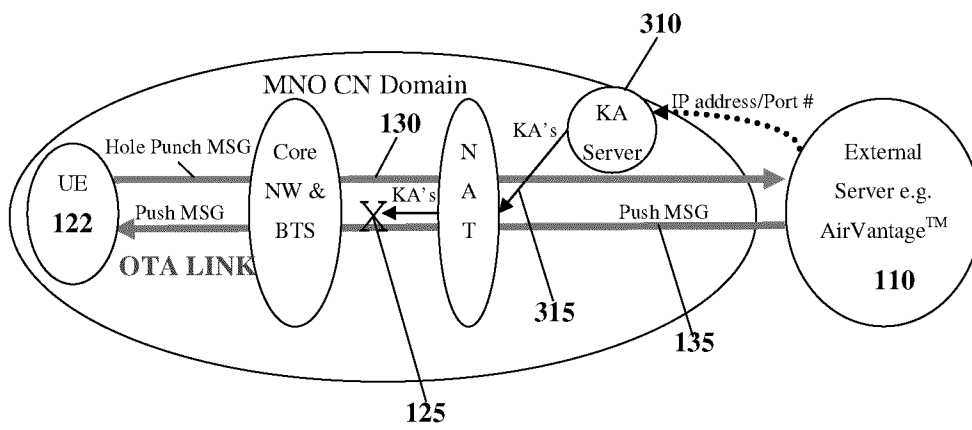 310
MNO CN Domain
IP address/Port #
130
KA's
KA
Server
Hole Punch MSG
Core
NW &
BTS
N
A
T
External
Server e.g.
AirVantage™
110
UE
122
KA's
X
Push MSG
Push MSG
OTA LINK
315
135
125